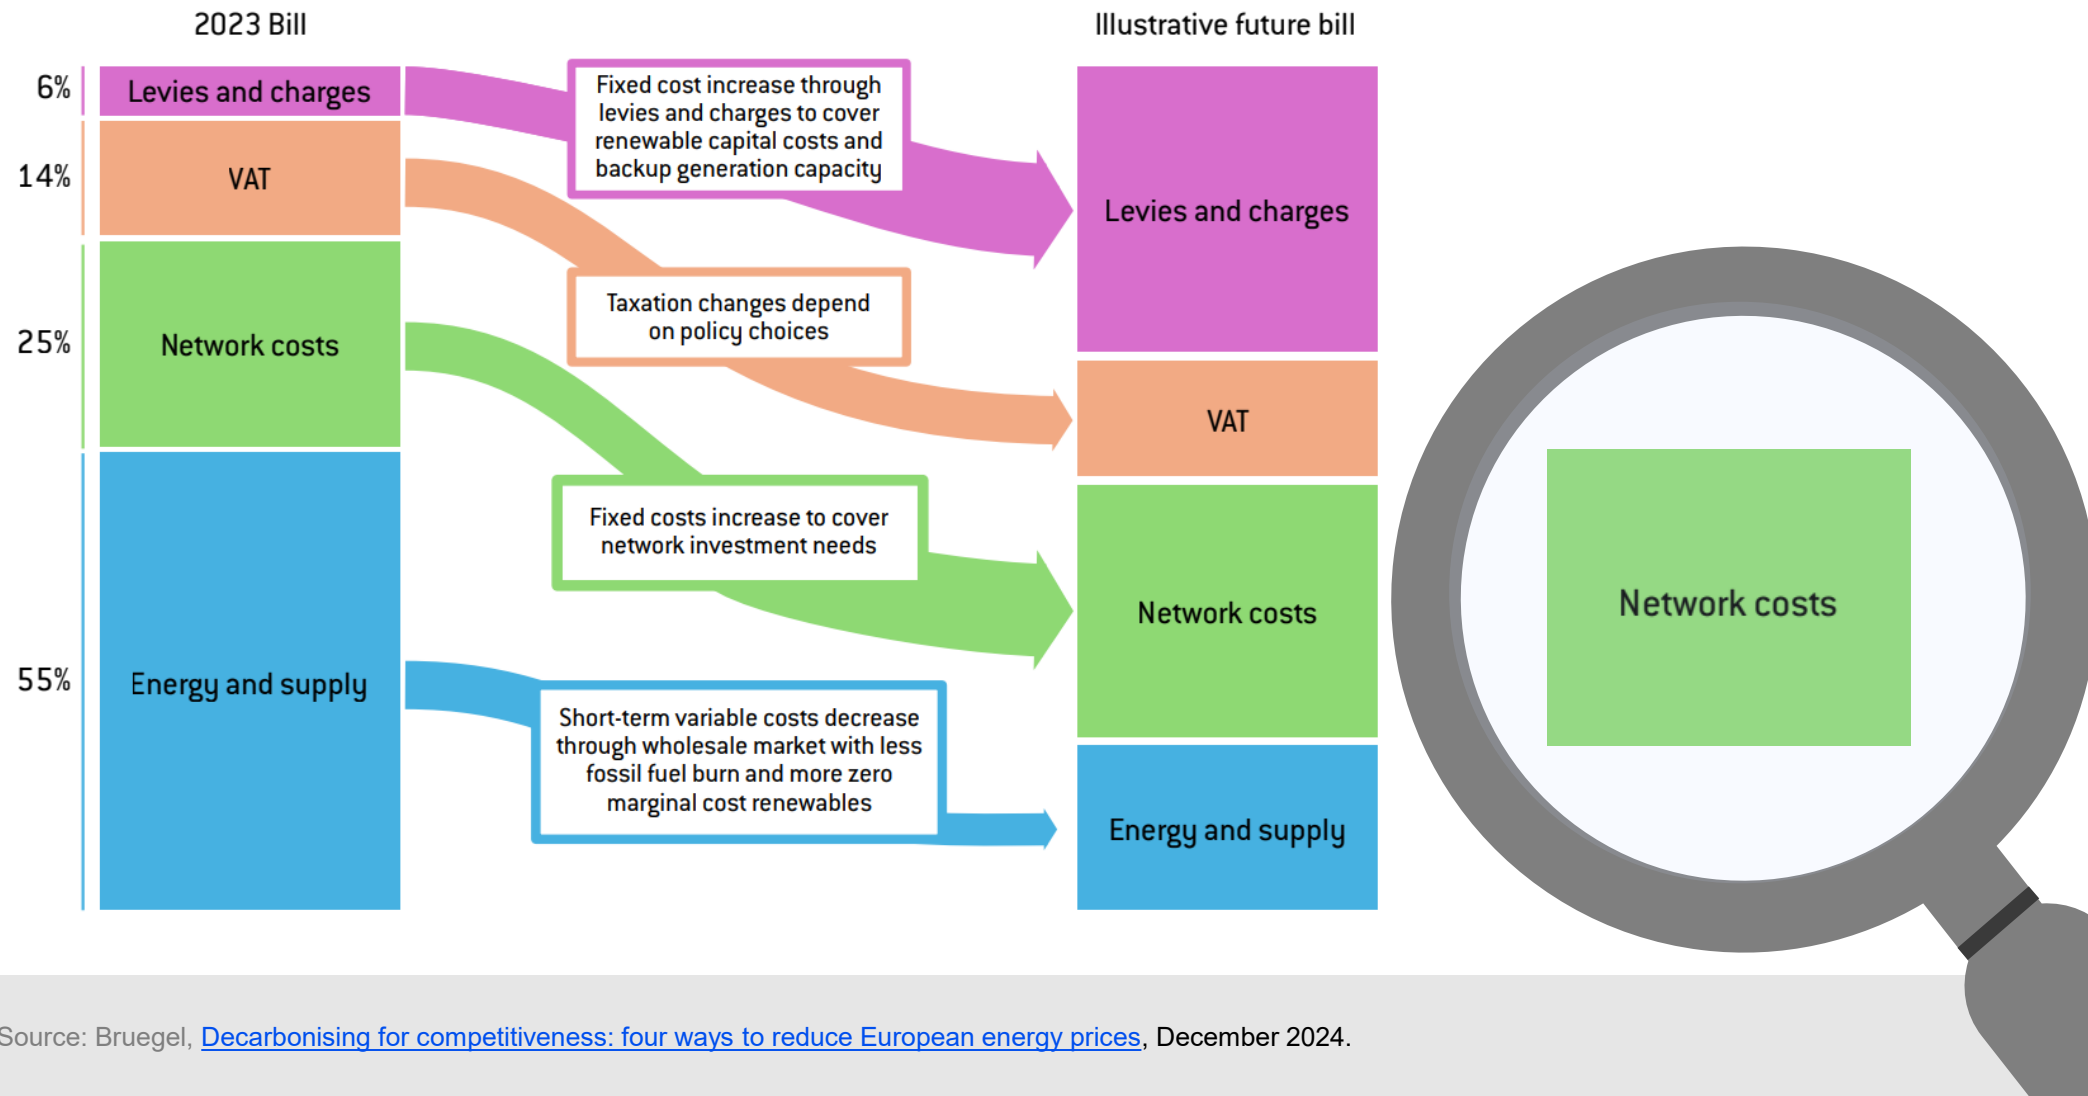 2023 Bill
Illustrative future bill
6%
Levies and charges
14%
VAT
25%
Network costs
55%
Energy and supply
Fixed cost increase through
levies and charges to cover
renewable capital costs and
backup generation capacity
Taxation changes depend
on policy choices
Fixed costs increase to cover
network investment needs
Short-term variable costs decrease
through wholesale market with less
fossil fuel burn and more zero
marginal cost renewables
Levies and charges
VAT
Network costs
Energy and supply
Network costs
Source: Bruegel, Decarbonising for competitiveness: four ways to reduce European energy prices, December 2024.